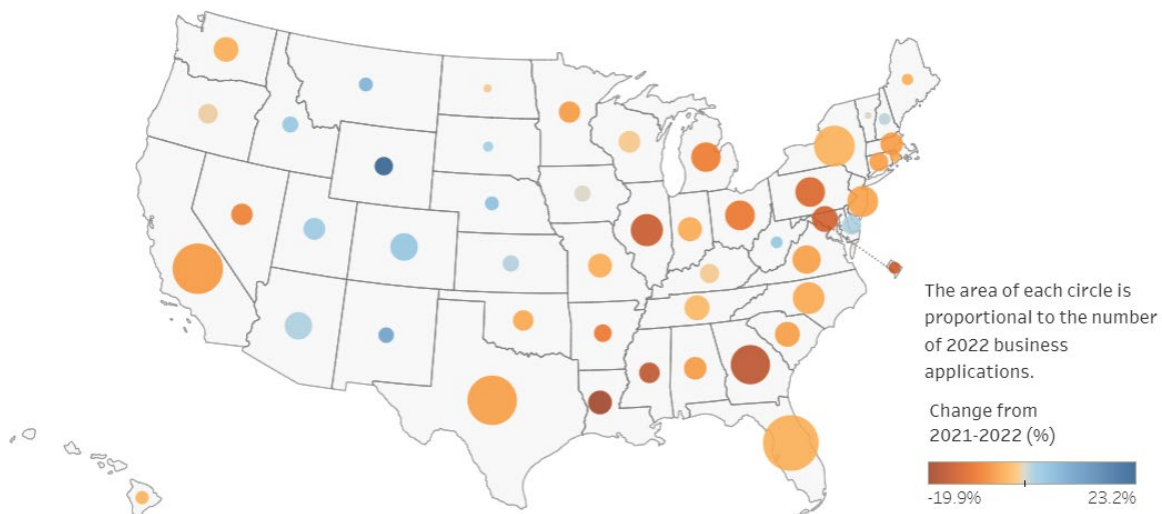 The area of each circle is
proportional to the number
of 2022 business
applications.
Change from
2021-2022 (%)
-19.9%
23.2%